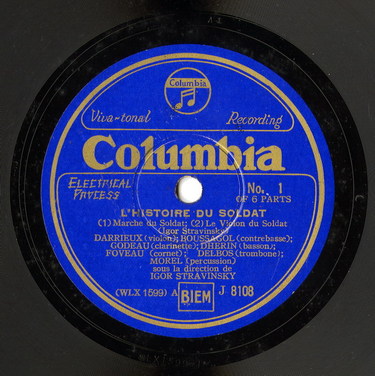 Columbia
Viva-tonal Recording
Columbia
ELECTRICAL
PROCESS
No. 1
OF 6 PARTS
L'HISTOIRE DU SOLDAT
(1) Marche du Soldat; (2) Le Violon du Soldat
(Igor Stravinsky)
DARRIEUX (violon); BOUSSAGOL (contrebasse);
GODEAU (clarinette); DHERIN (basson);
FOVEAU (cornet); DELBOS (trombone);
MOREL (percussion)
sous la direction de
IGOR STRAVINSKY
(WLX 1599) A BIEM J 8108